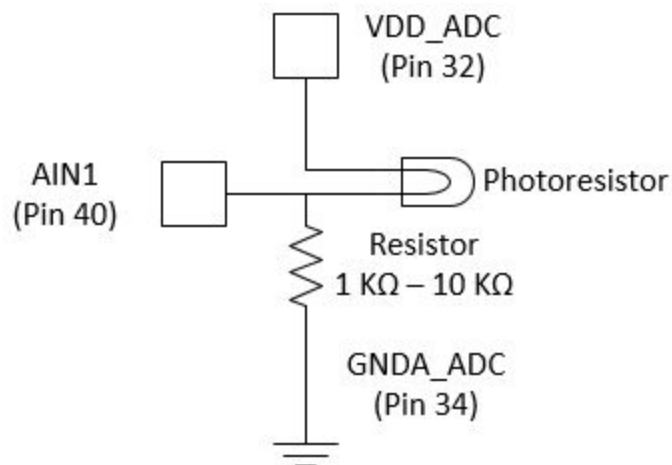 VDD_ADC
(Pin 32)
AIN1
(Pin 40)
Photoresistor
Resistor
1 KΩ – 10 KΩ
GNDA_ADC
(Pin 34)